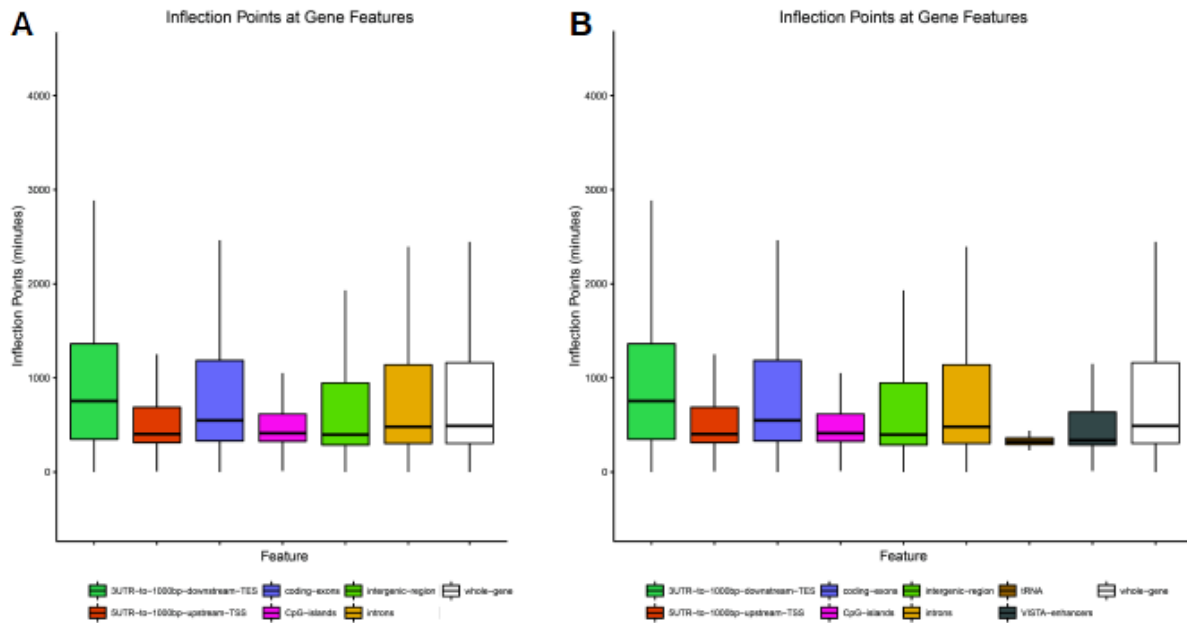 A
Inflection Points at Gene Features
Inflection Points (minutes)
4000
3000
2000
1000
0
Feature
3UTR-to-1000bp-downstream-TES coding-exons intergenic-region whole-gene
5UTR-to-1000bp-upstream-TSS CpG-islands introns
B
Inflection Points at Gene Features
Inflection Points (minutes)
4000
3000
2000
1000
0
Feature
3UTR-to-1000bp-downstream-TES coding-exons intergenic-region tRNA whole-gene
5UTR-to-1000bp-upstream-TSS CpG-islands introns VISTA-enhancers